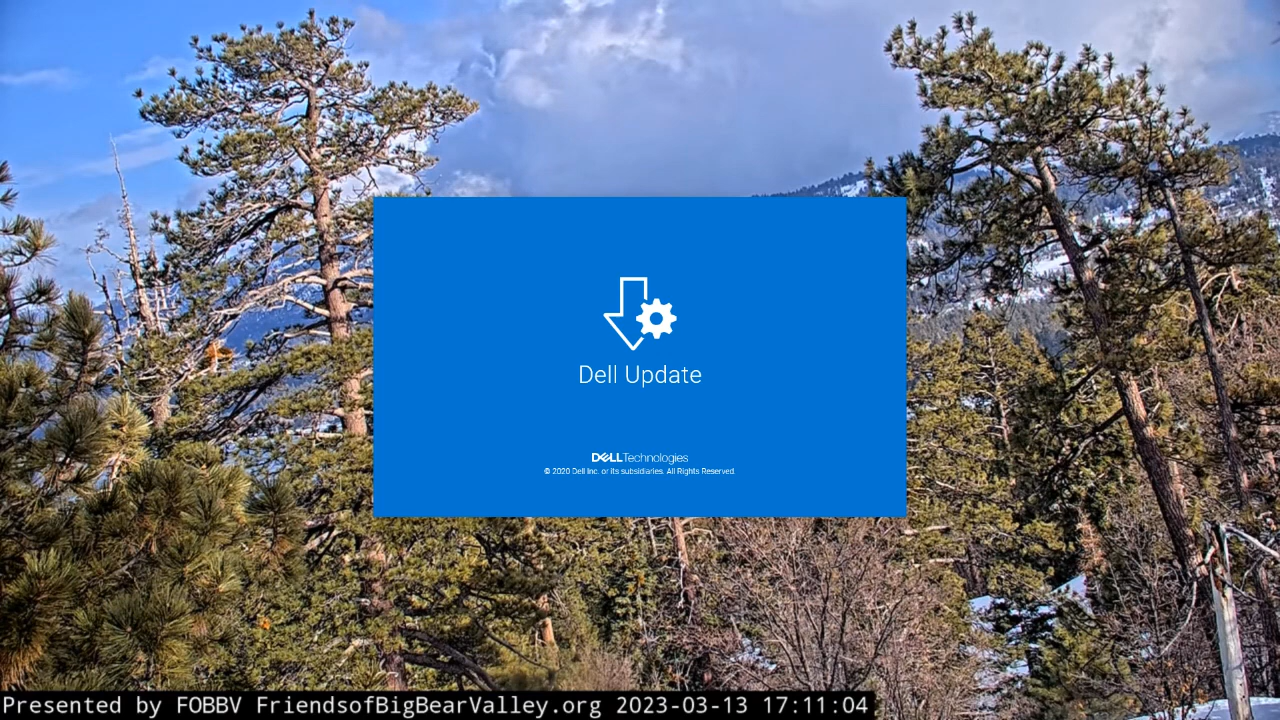 Dell Update
DELLTechnologies
© 2020 Dell Inc. or its subsidiaries. All Rights Reserved.
Presented by FOBBV FriendsofBigBearValley.org 2023-03-13 17:11:04